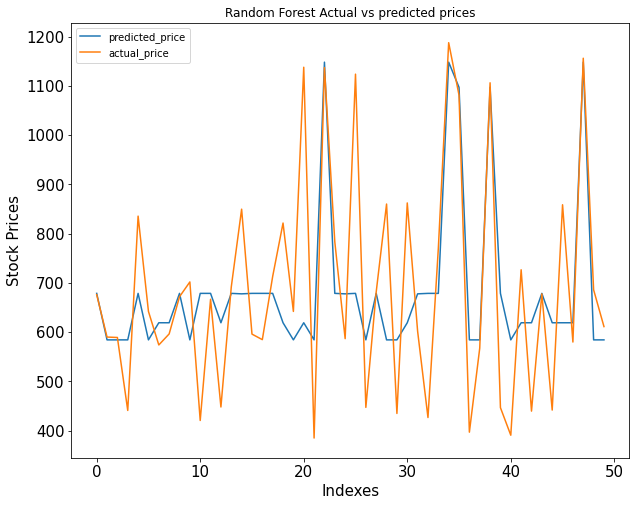 Random Forest Actual vs predicted prices
predicted_price
actual_price
1200
1100
1000
900
800
700
600
500
400
Stock Prices
0 10 20 30 40 50
Indexes